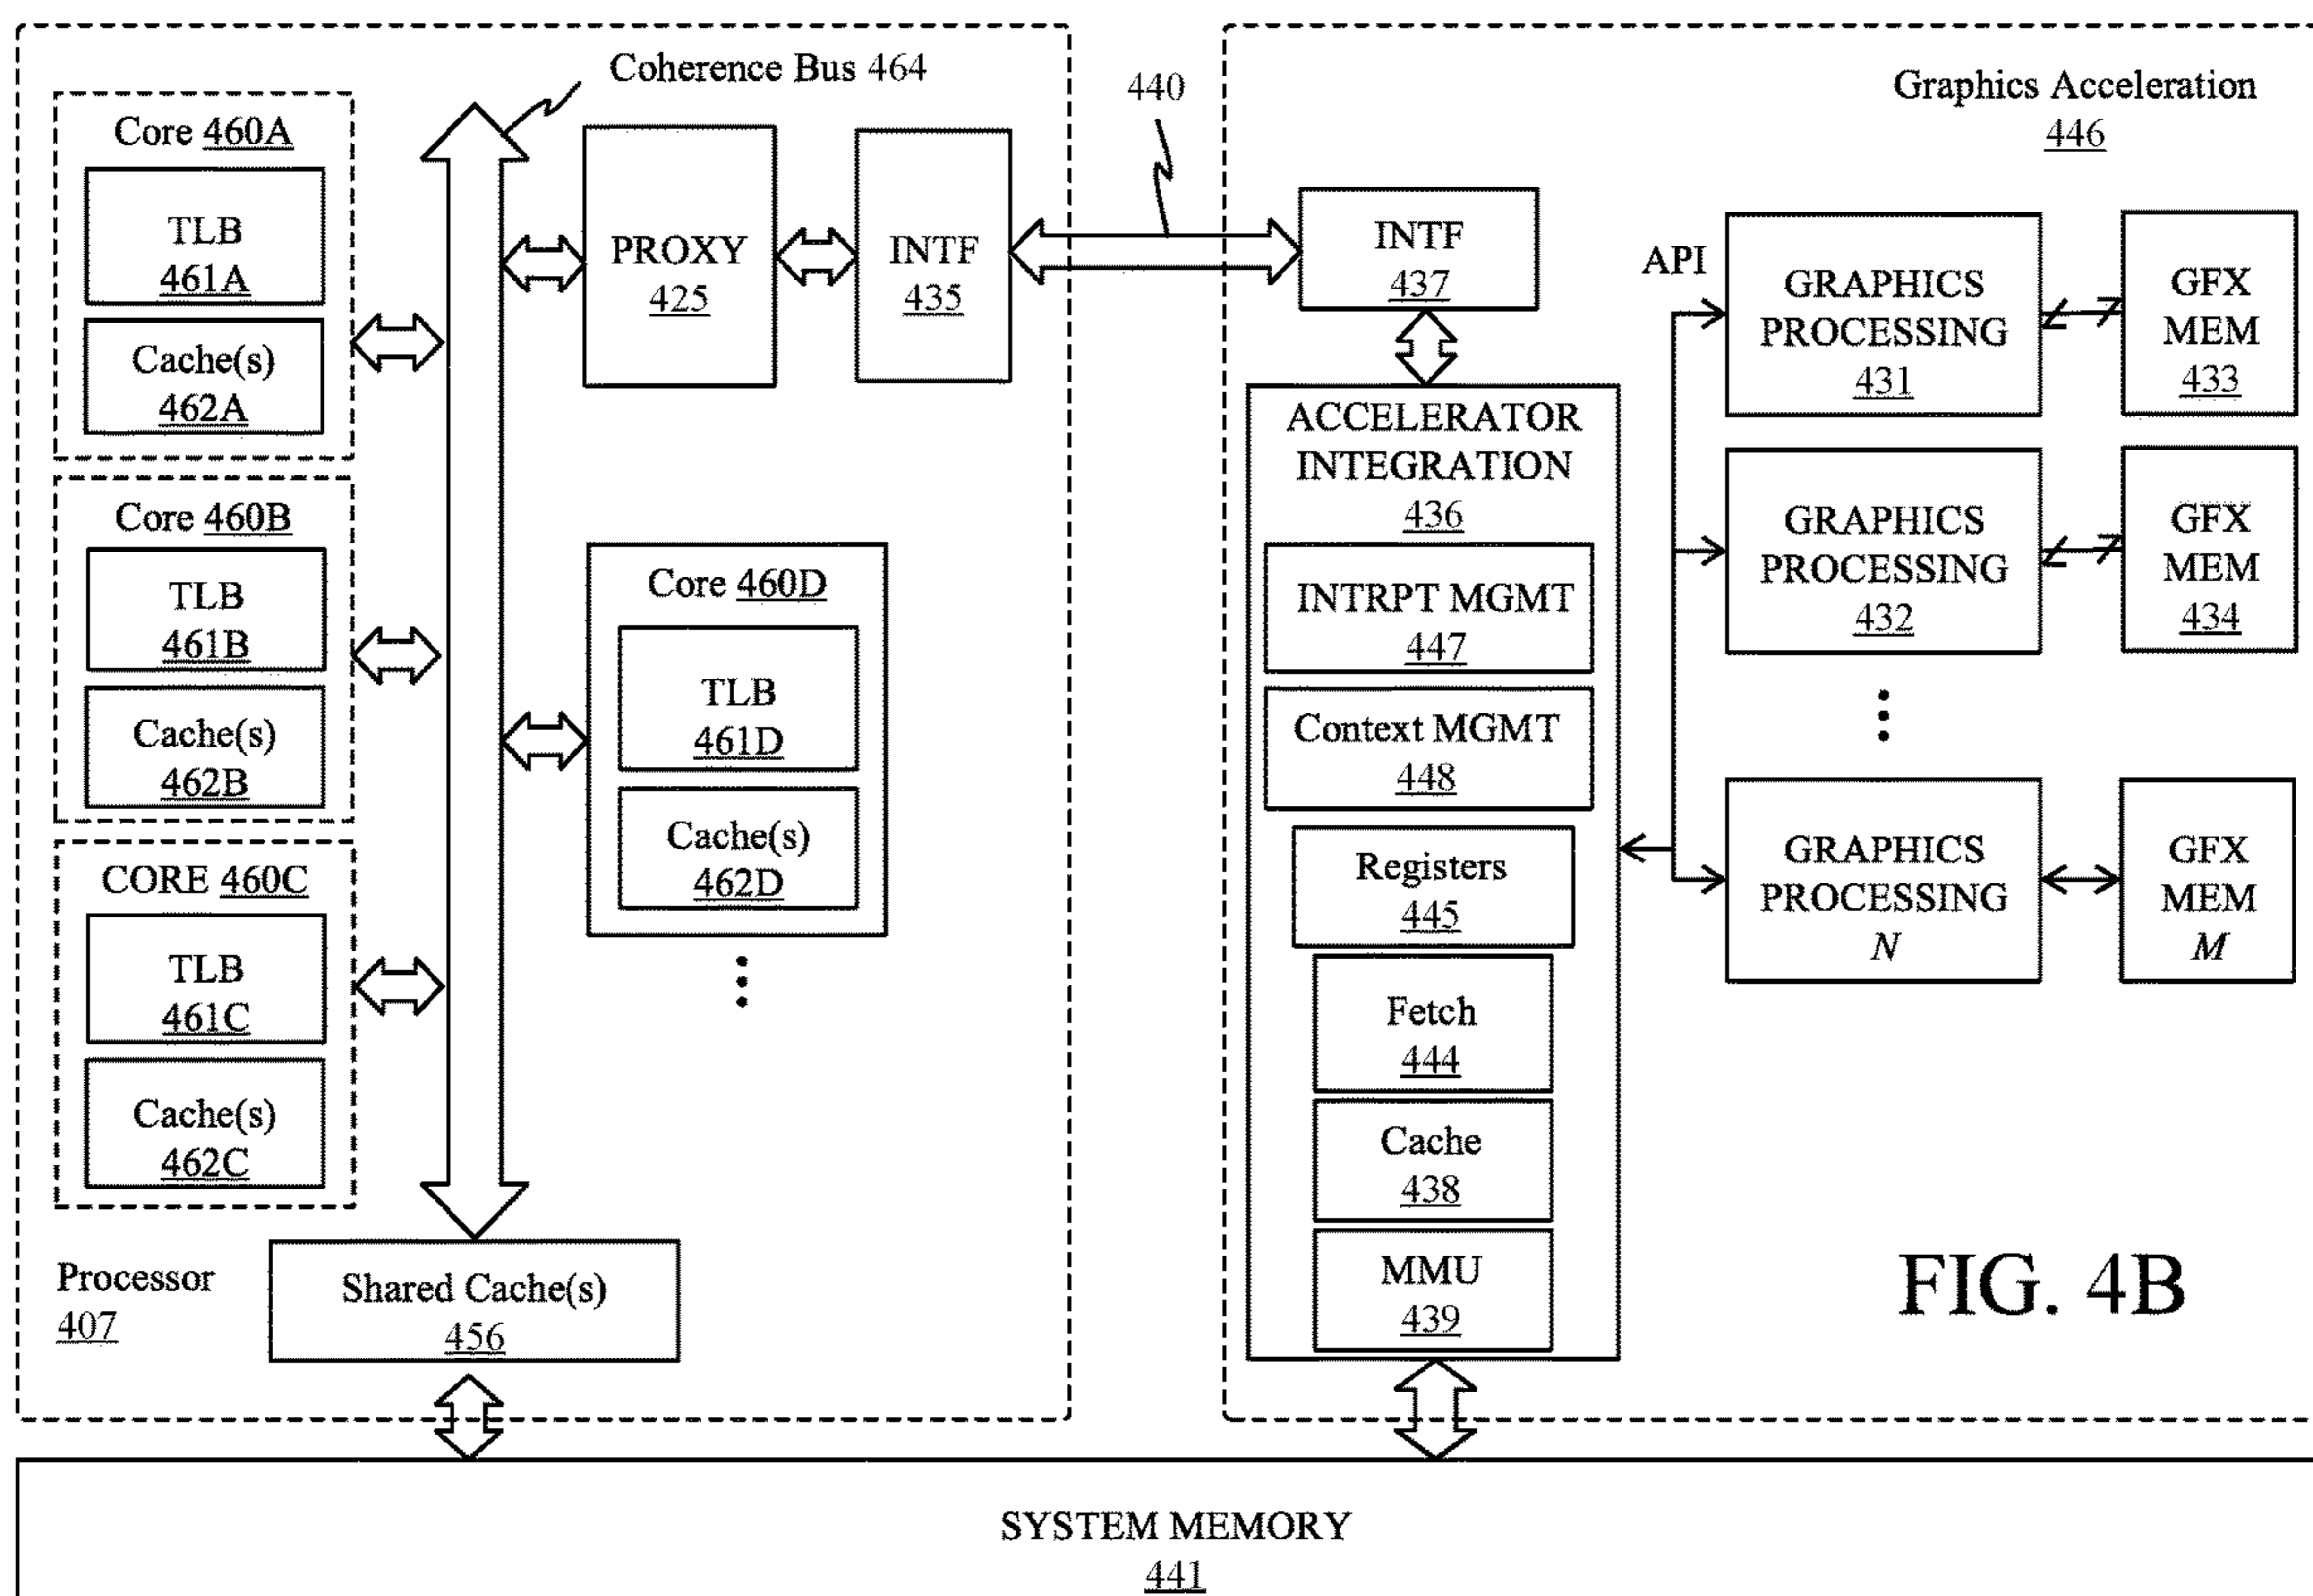 Coherence Bus 464
Core 460A
TLB
461A
Cache(s)
462A
Core 460B
TLB
461B
Cache(s)
462B
CORE 460C
TLB
461C
Cache(s)
462C
PROXY
425
INTF
435
Core 460D
TLB
461D
Cache(s)
462D
Processor
407
Shared Cache(s)
456
440
Graphics Acceleration
446
INTF
437
ACCELERATOR
INTEGRATION
436
INTRPT MGMT
447
Context MGMT
448
Registers
445
Fetch
444
Cache
438
MMU
439
API
GRAPHICS
PROCESSING
431
GFX
MEM
433
GRAPHICS
PROCESSING
432
GFX
MEM
434
GRAPHICS
PROCESSING
N
GFX
MEM
M
FIG. 4B
SYSTEM MEMORY
441